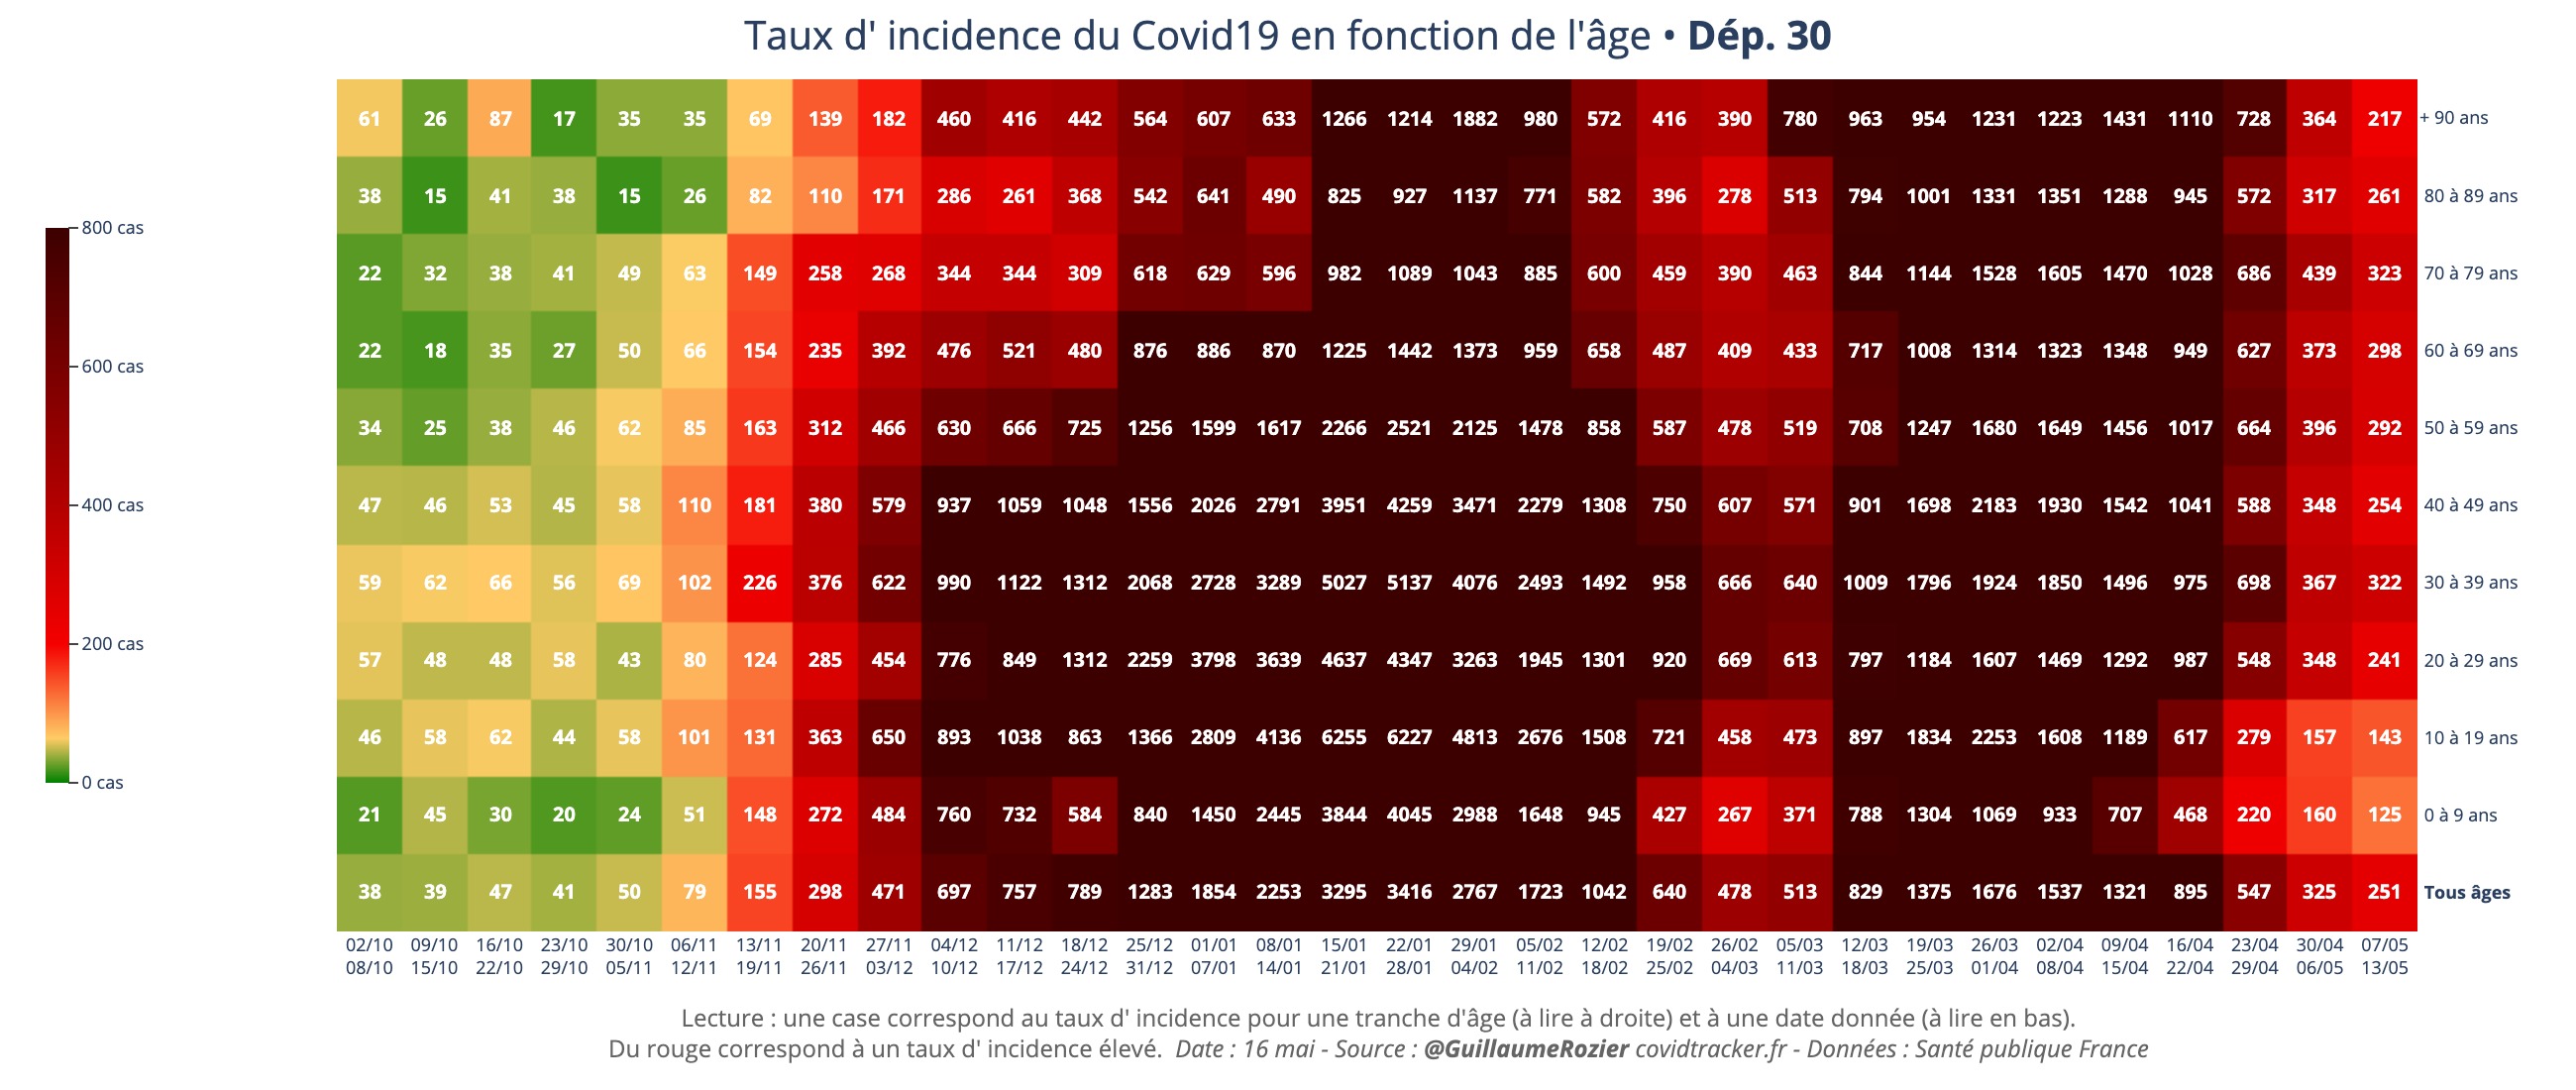 Taux d' incidence du Covid19 en fonction de l'âge • Dép. 30
800 cas
600 cas
400 cas
200 cas
0 cas
61 26 87 17 35 35 69 139 182 460 416 442 564 607 633 1266 1214 1882 980 572 416 390 780 963 954 1231 1223 1431 1110 728 364 217 + 90 ans
38 15 41 38 15 26 82 110 171 286 261 368 542 641 490 825 927 1137 771 582 396 278 513 794 1001 1331 1351 1288 945 572 317 261 80 à 89 ans
22 32 38 41 49 63 149 258 268 344 344 309 618 629 596 982 1089 1043 885 600 459 390 463 844 1144 1528 1605 1470 1028 686 439 323 70 à 79 ans
22 18 35 27 50 66 154 235 392 476 521 480 876 886 870 1225 1442 1373 959 658 487 409 433 717 1008 1314 1323 1348 949 627 373 298 60 à 69 ans
34 25 38 46 62 85 163 312 466 630 666 725 1256 1599 1617 2266 2521 2125 1478 858 587 478 519 708 1247 1680 1649 1456 1017 664 396 292 50 à 59 ans
47 46 53 45 58 110 181 380 579 937 1059 1048 1556 2026 2791 3951 4259 3471 2279 1308 750 607 571 901 1698 2183 1930 1542 1041 588 348 254 40 à 49 ans
59 62 66 56 69 102 226 376 622 990 1122 1312 2068 2728 3289 5027 5137 4076 2493 1492 958 666 640 1009 1796 1924 1850 1496 975 698 367 322 30 à 39 ans
57 48 48 58 43 80 124 285 454 776 849 1312 2259 3798 3639 4637 4347 3263 1945 1301 920 669 613 797 1184 1607 1469 1292 987 548 348 241 20 à 29 ans
46 58 62 44 58 101 131 363 650 893 1038 863 1366 2809 4136 6255 6227 4813 2676 1508 721 458 473 897 1834 2253 1608 1189 617 279 157 143 10 à 19 ans
21 45 30 20 24 51 148 272 484 760 732 584 840 1450 2445 3844 4045 2988 1648 945 427 267 371 788 1304 1069 933 707 468 220 160 125 0 à 9 ans
38 39 47 41 50 79 155 298 471 697 757 789 1283 1854 2253 3295 3416 2767 1723 1042 640 478 513 829 1375 1676 1537 1321 895 547 325 251 Tous âges
02/10 09/10 16/10 23/10 30/10 06/11 13/11 20/11 27/11 04/12 11/12 18/12 25/12 01/01 08/01 15/01 22/01 29/01 05/02 12/02 19/02 26/02 05/03 12/03 19/03 26/03 02/04 09/04 16/04 23/04 30/04 07/05
08/10 15/10 22/10 29/10 05/11 12/11 19/11 26/11 03/12 10/12 17/12 24/12 31/12 07/01 14/01 21/01 28/01 04/02 11/02 18/02 25/02 04/03 11/03 18/03 25/03 01/04 08/04 15/04 22/04 29/04 06/05 13/05
Lecture : une case correspond au taux d' incidence pour une tranche d'âge (à lire à droite) et à une date donnée (à lire en bas).
Du rouge correspond à un taux d' incidence élevé. Date : 16 mai - Source : @GuillaumeRozier covidtracker.fr - Données : Santé publique France